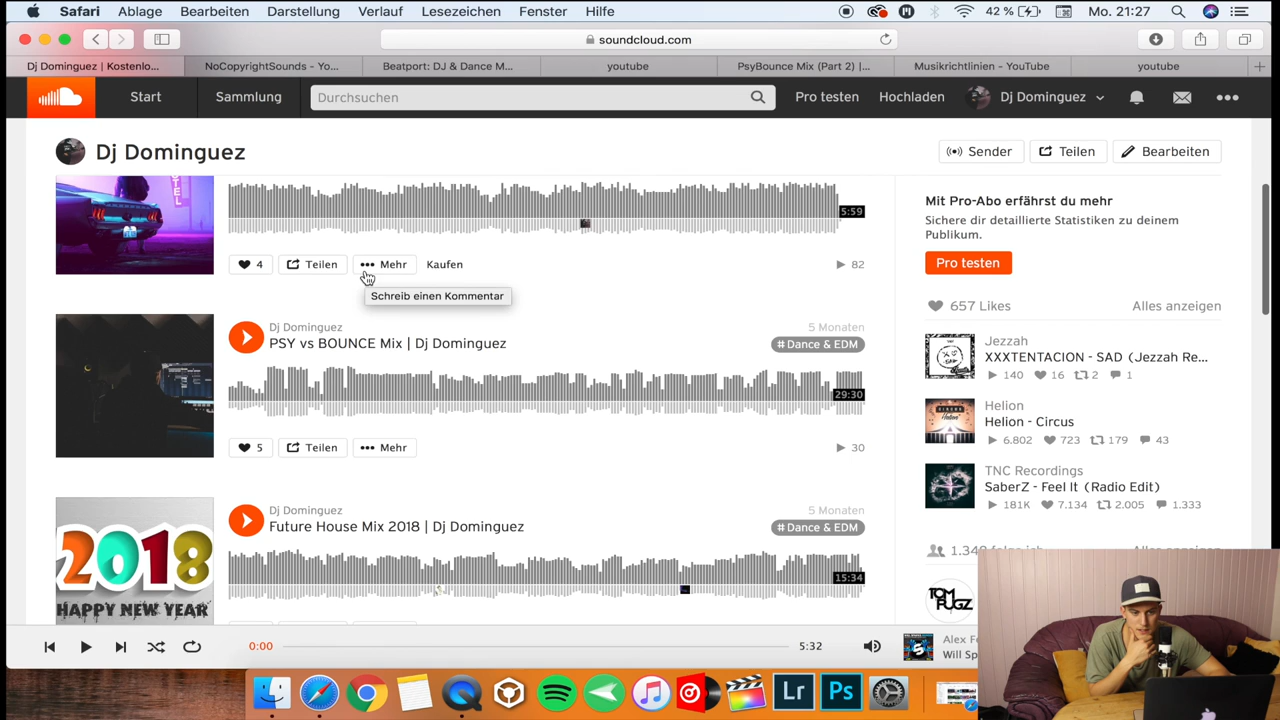 Safari Ablage Bearbeiten Darstellung Verlauf Lesezeichen Fenster Hilfe 42 % Mo. 21:27
soundcloud.com
Dj Dominguez | Kostenlo... NoCopyrightSounds - Yo... Beatport: DJ & Dance M... youtube PsyBounce Mix (Part 2) |... Musikrichtlinien - YouTube youtube
Start Sammlung Durchsuchen Pro testen Hochladen Dj Dominguez
Dj Dominguez Sender Teilen Bearbeiten
5:59
4 Teilen Mehr Kaufen 82
Schreib einen Kommentar
Dj Dominguez 5 Monaten
PSY vs BOUNCE Mix | Dj Dominguez # Dance & EDM
29:30
5 Teilen Mehr 30
Dj Dominguez 5 Monaten
Future House Mix 2018 | Dj Dominguez # Dance & EDM
15:34
2018
HAPPY NEW YEAR
Mit Pro-Abo erfährst du mehr
Sichere dir detaillierte Statistiken zu deinem
Publikum.
Pro testen
657 Likes Alles anzeigen
Jezzah
XXXTENTACION - SAD (Jezzah Re...
140 16 2 1
Helion
Helion - Circus
6.802 723 179 43
TNC Recordings
SaberZ - Feel It (Radio Edit)
181K 7.134 2.005 1.333
TOM
FUGZ
0:00 5:32
Lr Ps